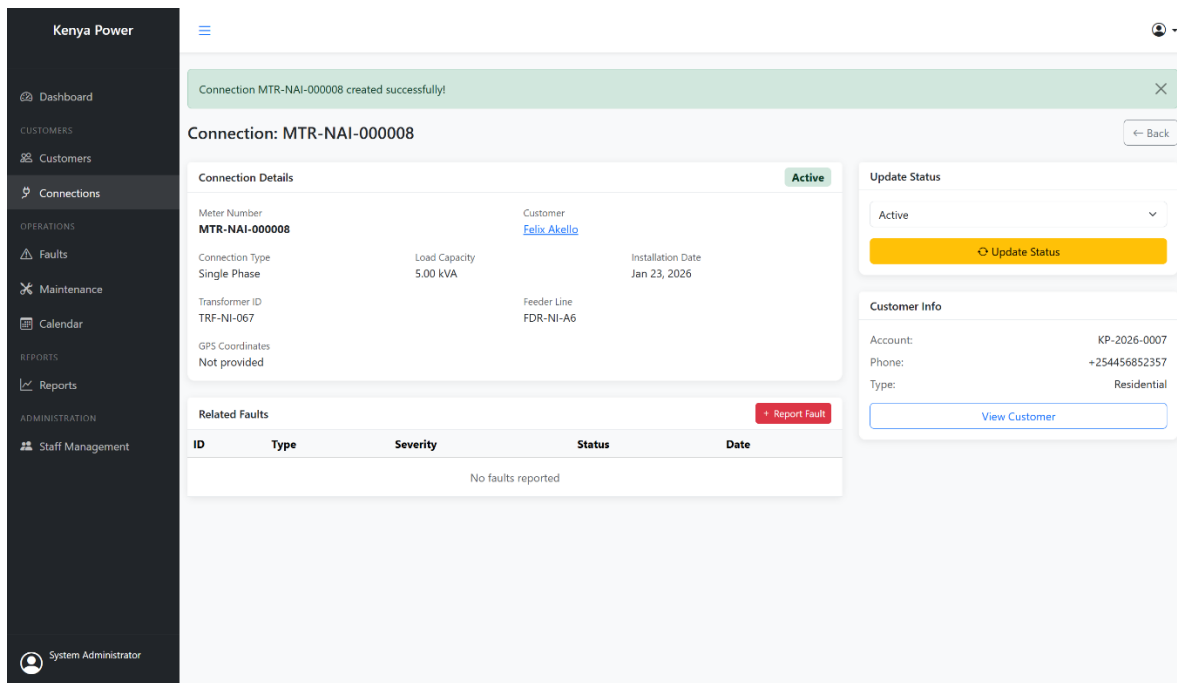 Kenya Power
Dashboard
CUSTOMERS
Customers
Connections
OPERATIONS
Faults
Maintenance
Calendar
REPORTS
Reports
ADMINISTRATION
Staff Management
System Administrator
Connection MTR-NAI-000008 created successfully!
Connection: MTR-NAI-000008
← Back
Connection Details
Active
Meter Number
Customer
MTR-NAI-000008
Felix Akello
Connection Type
Load Capacity
Installation Date
Single Phase
5.00 kVA
Jan 23, 2026
Transformer ID
Feeder Line
TRF-NI-067
FDR-NI-A6
GPS Coordinates
Not provided
Related Faults
+ Report Fault
ID Type Severity Status Date
No faults reported
Update Status
Active
Update Status
Customer Info
Account: KP-2026-0007
Phone: +254456852357
Type: Residential
View Customer